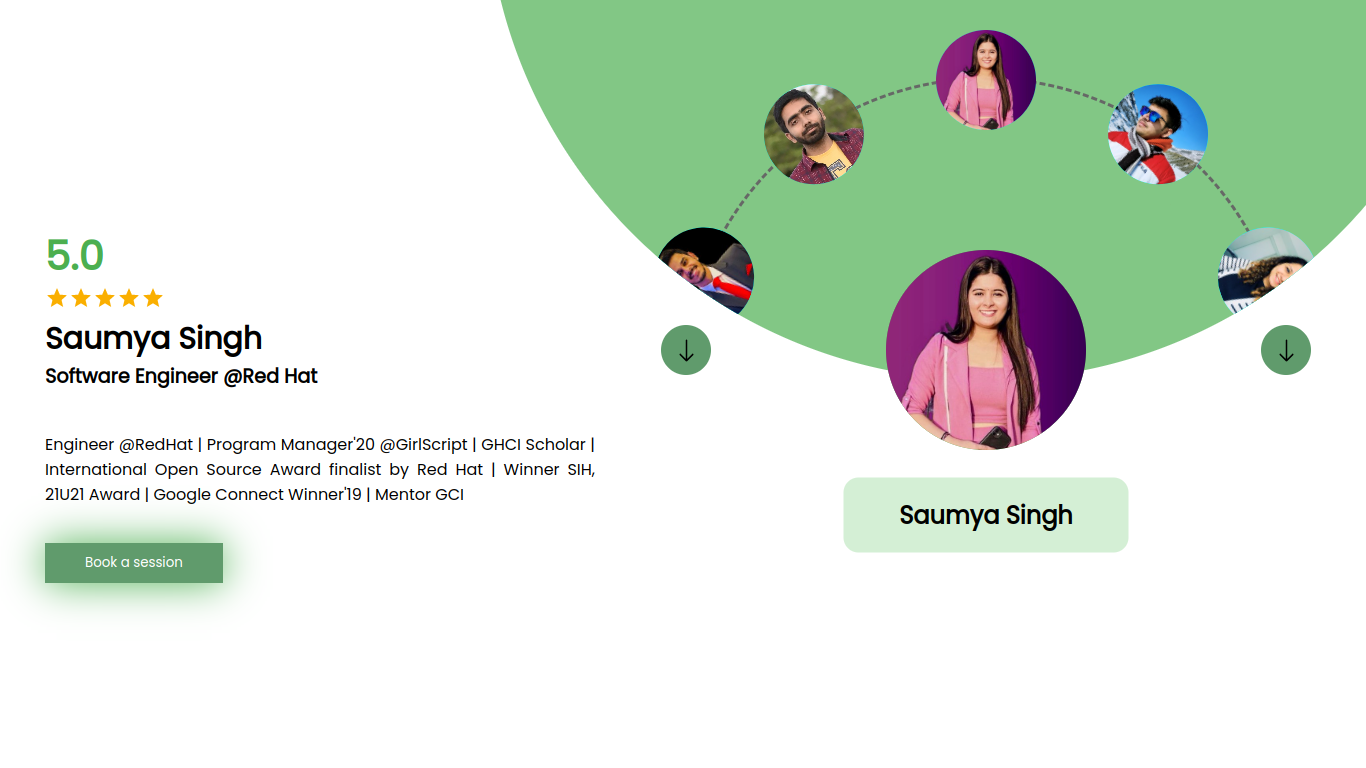 5.0
Saumya Singh
Software Engineer @Red Hat
Engineer @RedHat | Program Manager'20 @GirlScript | GHCI Scholar |
International Open Source Award finalist by Red Hat | Winner SIH,
21U21 Award | Google Connect Winner'19 | Mentor GCI
Book a session
Saumya Singh